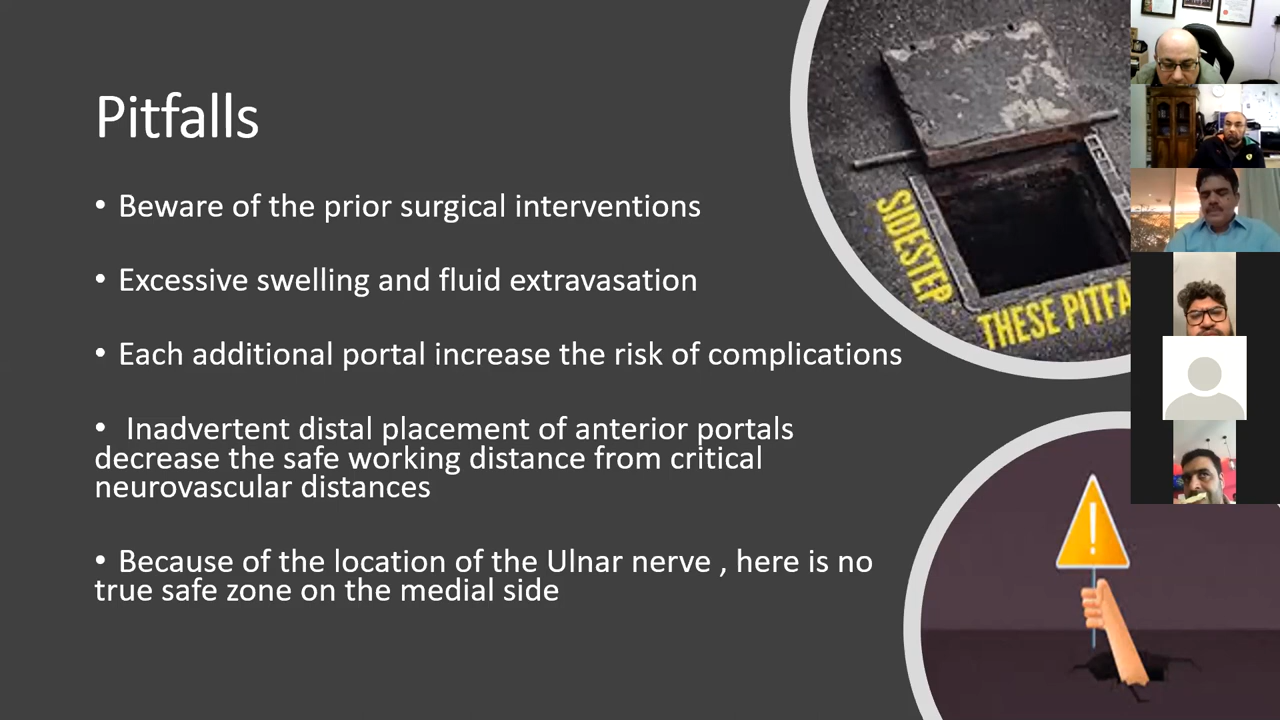 Pitfalls
• Beware of the prior surgical interventions
• Excessive swelling and fluid extravasation
• Each additional portal increase the risk of complications
• Inadvertent distal placement of anterior portals
decrease the safe working distance from critical
neurovascular distances
• Because of the location of the Ulnar nerve , here is no
true safe zone on the medial side
SIDESTEP
THESE PITFA